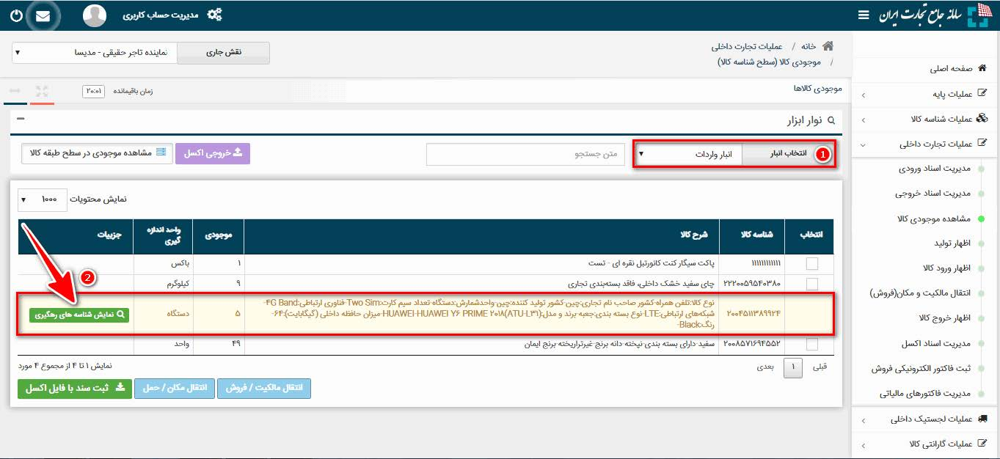 سامانه جامع تجارت ایران
مدیریت حساب کاربری
صفحه اصلی
عملیات پایه
عملیات شناسه کالا
عملیات تجارت داخلی
مدیریت اسناد ورودی
مدیریت اسناد خروجی
مشاهده موجودی کالا
اظهار تولید
اظهار ورود کالا
انتقال مالکیت و مکان(فروش)
اظهار خروج کالا
مدیریت اسناد اکسل
ثبت فاکتور الکترونیکی فروش
مدیریت فاکتورهای مالیاتی
عملیات لجستیک داخلی
عملیات گارانتی کالا
خانه / عملیات تجارت داخلی
/ موجودی کالا (سطح شناسه کالا)
نقش جاری نماینده تاجر حقیقی - مدیسا
موجودی کالاها
زمان باقیمانده ۲۰:۰۱
نوار ابزار
1 انتخاب انبار انبار واردات متن جستجو خروجی اکسل مشاهده موجودی در سطح طبقه کالا
نمایش محتویات ۱۰۰۰
انتخاب شناسه کالا شرح کالا موجودی واحد اندازه گیری جزییات
۱۱۱۱۱۱۱۱۱۱۱۱۱ پاکت سیگار کنت کانورتیل نقره ای - تست ۱ باکس
2
۲۲۲۰۰۵۹۵۴۰۳۸۰ چای سفید خشک داخلی، فاقد بسته‌بندی تجاری ۹ کیلوگرم
نوع کالا:تلفن همراه-کشور صاحب نام تجاری:چین-کشور تولید کننده:چین-واحدشمارش:دستگاه-تعداد سیم کارت:Two Sim-فناوری ارتباطی:۴G Band-
۲۰۰۴۵۱۱۳۸۹۹۲۴ شبکه‌های ارتباطی:LTE-نوع بسته بندی:جعبه-برند و مدل:HUAWEI-HUAWEI Y۶ PRIME ۲۰۱۸(ATU-L۳۱)-میزان حافظه داخلی (گیگابایت):۶۴- ۵ دستگاه نمایش شناسه های رهگیری
رنگ:Black-
۲۰۰۸۵۷۱۶۹۴۵۵۲ سفید-دارای بسته بندی-نپخته-دانه برنج-غیرتراریخته-برنج ایمان ۴۹ واحد
قبلی ۱ بعدی نمایش ۱ تا ۴ از مجموع ۴ مورد
انتقال مالکیت / فروش انتقال مکان / حمل ثبت سند با فایل اکسل